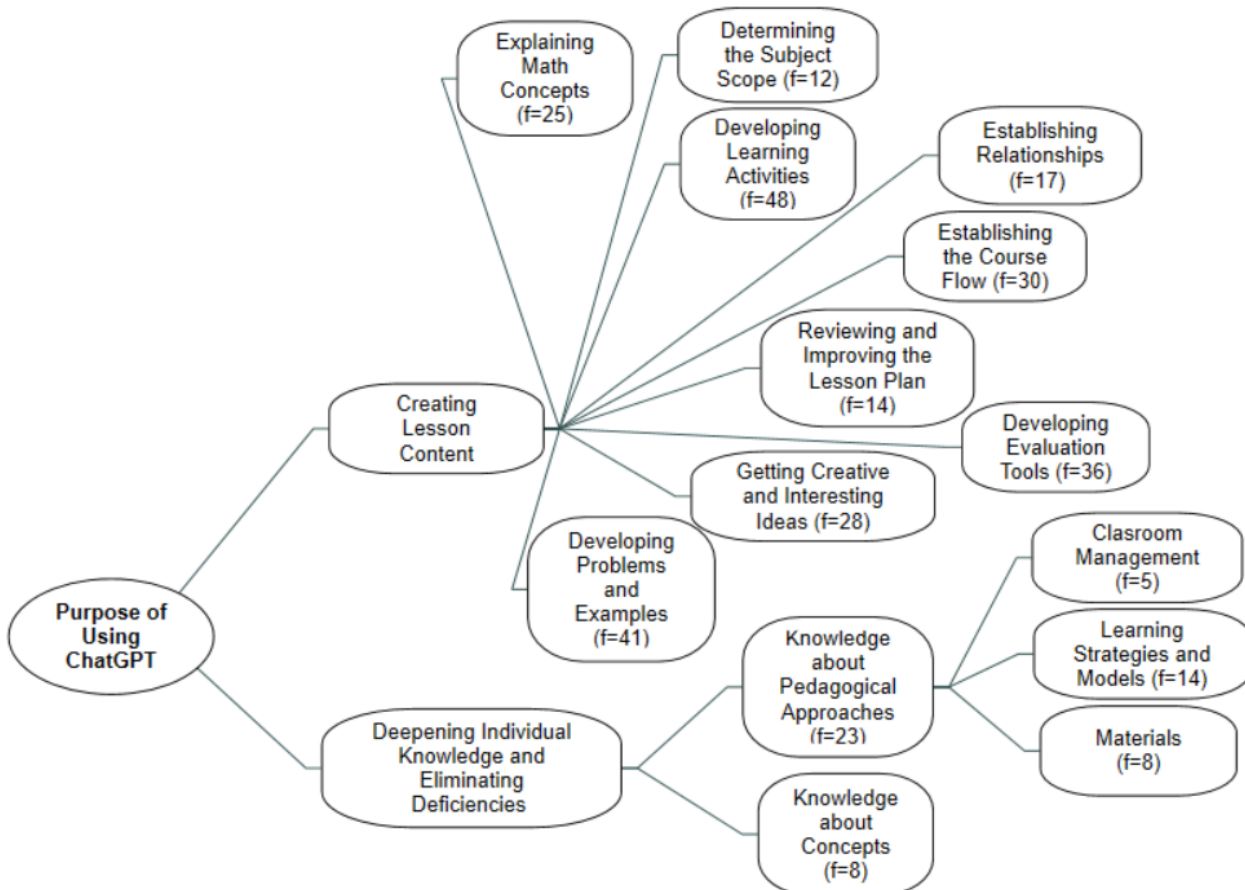 Explaining
Math
Concepts
(f=25)
Determining
the Subject
Scope (f=12)
Developing
Learning
Activities
(f=48)
Establishing
Relationships
(f=17)
Establishing
the Course
Flow (f=30)
Reviewing and
Improving the
Lesson Plan
(f=14)
Creating
Lesson
Content
Developing
Evaluation
Tools (f=36)
Getting Creative
and Interesting
Ideas (f=28)
Developing
Problems
and
Examples
(f=41)
Purpose of
Using
ChatGPT
Clasroom
Management
(f=5)
Knowledge
about
Pedagogical
Approaches
(f=23)
Learning
Strategies and
Models (f=14)
Deepening Individual
Knowledge and
Eliminating
Deficiencies
Materials
(f=8)
Knowledge
about
Concepts
(f=8)